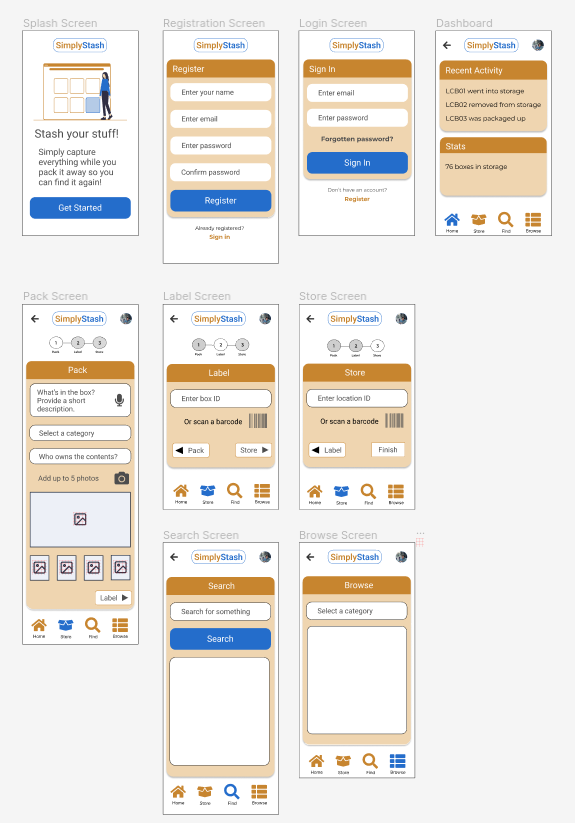 Splash Screen
SimplyStash
Stash your stuff!
Simply capture
everything while you
pack it away so you
can find it again!
Get Started
Registration Screen
SimplyStash
Register
Enter your name
Enter email
Enter password
Confirm password
Register
Already registered?
Sign in
Login Screen
SimplyStash
Sign In
Enter email
Enter password
Forgotten password?
Sign In
Don't have an account?
Register
Dashboard
SimplyStash
Recent Activity
LCB01 went into storage
LCB02 removed from storage
LCB03 was packaged up
Stats
76 boxes in storage
Home
Store
Find
Browse
Pack Screen
SimplyStash
1
2
3
Pack
Label
Store
Pack
What's in the box?
Provide a short
description.
Select a category
Who owns the contents?
Add up to 5 photos
Label
Home
Store
Find
Browse
Label Screen
SimplyStash
1
2
3
Pack
Label
Store
Label
Enter box ID
Or scan a barcode
Pack
Store
Home
Store
Find
Browse
Store Screen
SimplyStash
1
2
3
Pack
Label
Store
Store
Enter location ID
Or scan a barcode
Label
Finish
Home
Store
Find
Browse
Search Screen
SimplyStash
Search
Search for something
Search
Home
Store
Find
Browse
Browse Screen
SimplyStash
Browse
Select a category
Home
Store
Find
Browse